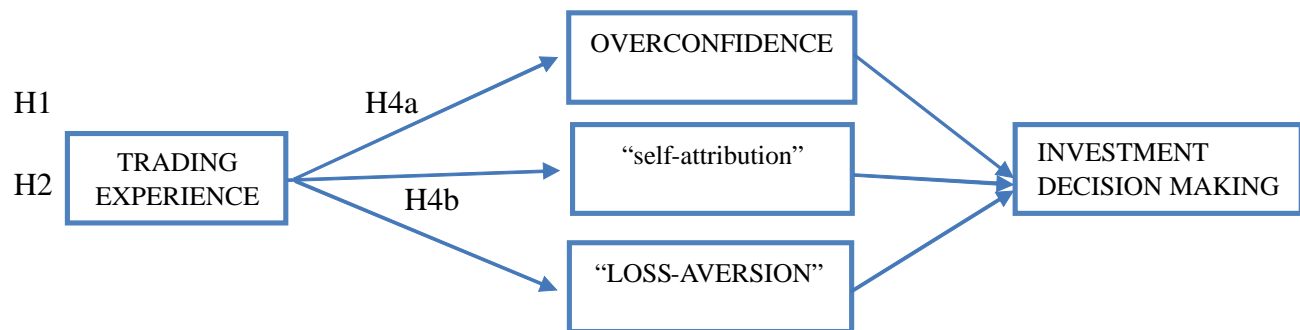 OVERCONFIDENCE
H1
H4a
TRADING
EXPERIENCE
“self-attribution”
INVESTMENT
DECISION MAKING
H2
H4b
“LOSS-AVERSION”